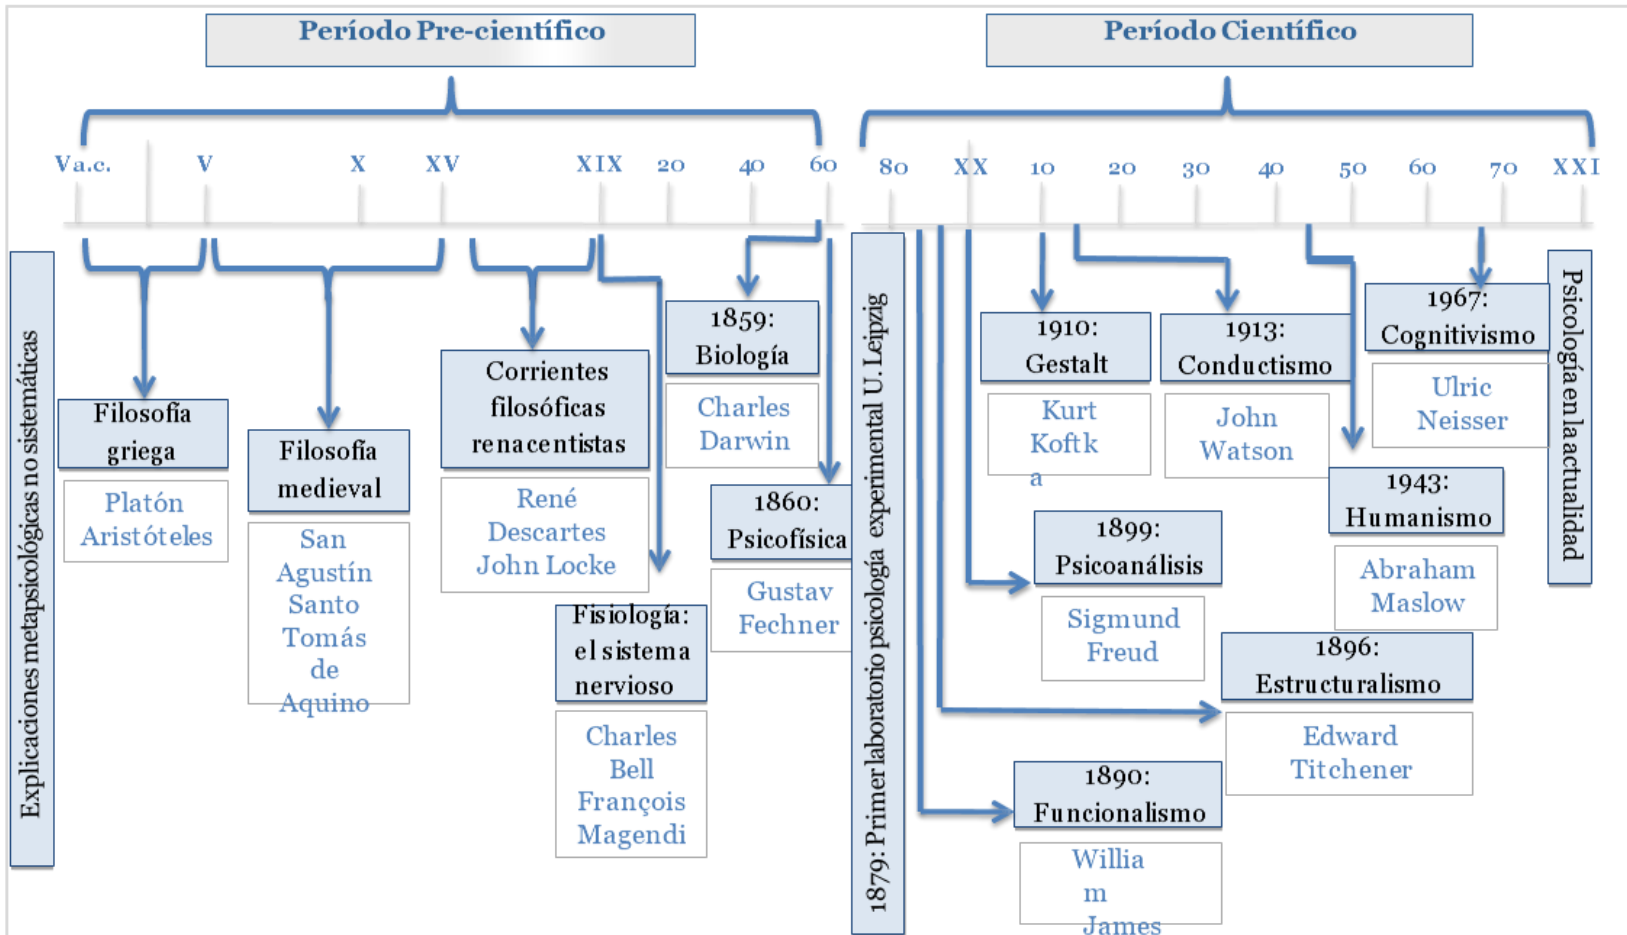 Período Pre-científico
Período Científico
V a.c.
V
X
XV
XIX
20
40
60
80
XX
10
20
30
40
50
60
70
XXI
Explicaciones metapsicológicas no sistemáticas
Filosofía
griega
Platón
Aristóteles
Filosofía
medieval
San
Agustín
Santo
Tomás
de
Aquino
Corrientes
filosóficas
renacentistas
René
Descartes
John Locke
Fisiología:
el sistema
nervioso
Charles
Bell
François
Magendi
1859:
Biología
Charles
Darwin
1860:
Psicofísica
Gustav
Fechner
1879: Primer laboratorio psicología experimental U. Leipzig
1910:
Gestalt
Kurt
Koftk
a
1913:
Conductismo
John
Watson
1967:
Cognitivismo
Ulric
Neisser
1943:
Humanismo
Abraham
Maslow
1899:
Psicoanálisis
Sigmund
Freud
1896:
Estructuralismo
Edward
Titchener
1890:
Funcionalismo
Willia
m
James
Psicología en la actualidad